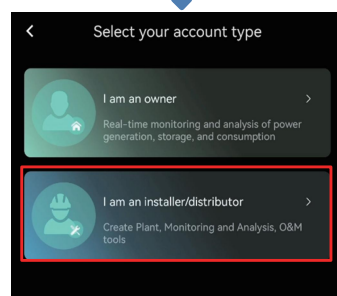 Select your account type
I am an owner
Real-time monitoring and analysis of power
generation, storage, and consumption
I am an installer/distributor
Create Plant, Monitoring and Analysis, O&M
tools